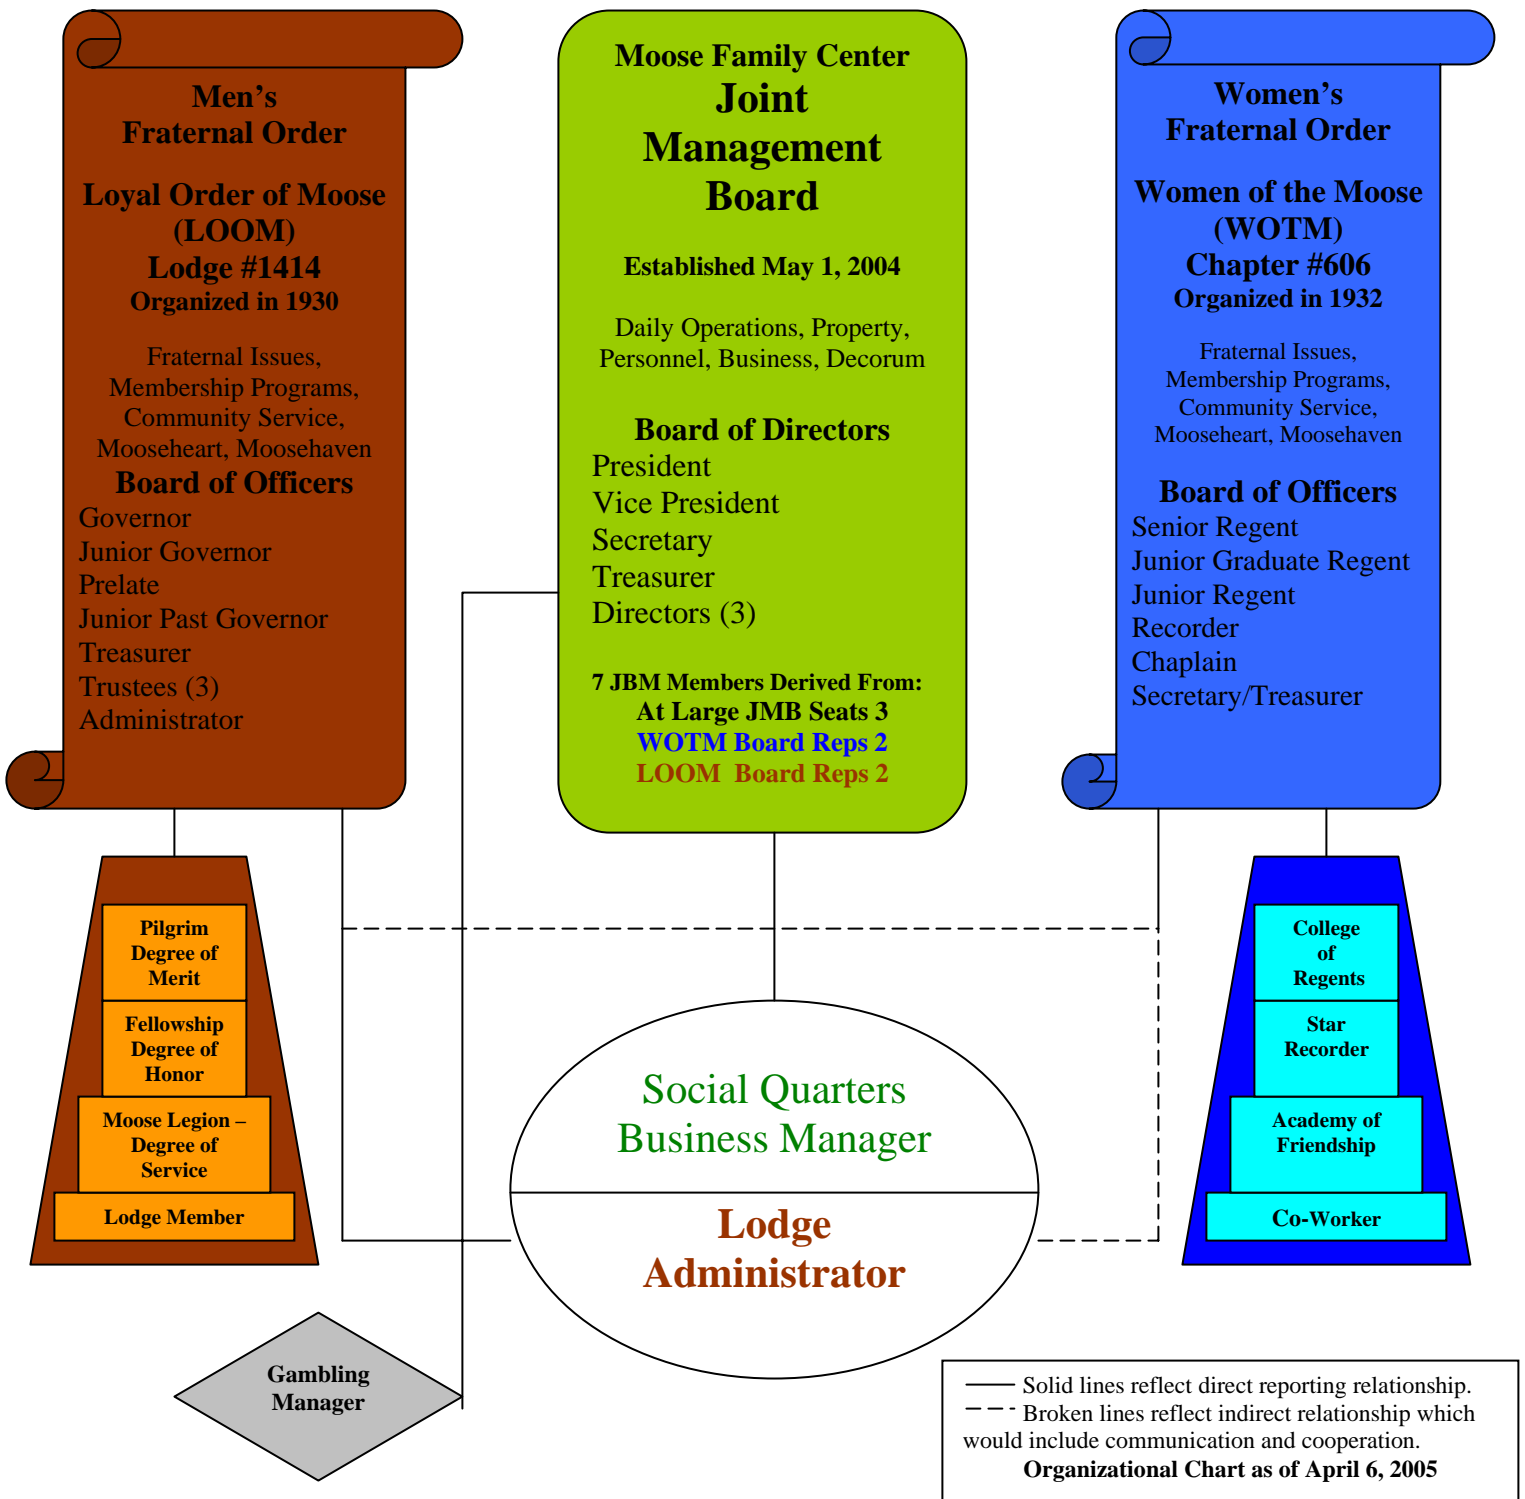 Men's
Fraternal Order
Loyal Order of Moose
(LOOM)
Lodge #1414
Organized in 1930
Fraternal Issues,
Membership Programs,
Community Service,
Mooseheart, Moosehaven
Board of Officers
Governor
Junior Governor
Prelate
Junior Past Governor
Treasurer
Trustees (3)
Administrator
Moose Family Center
Joint
Management
Board
Established May 1, 2004
Daily Operations, Property,
Personnel, Business, Decorum
Board of Directors
President
Vice President
Secretary
Treasurer
Directors (3)
7 JBM Members Derived From:
At Large JMB Seats 3
WOTM Board Reps 2
LOOM Board Reps 2
Women's
Fraternal Order
Women of the Moose
(WOTM)
Chapter #606
Organized in 1932
Fraternal Issues,
Membership Programs,
Community Service,
Mooseheart, Moosehaven
Board of Officers
Senior Regent
Junior Graduate Regent
Junior Regent
Recorder
Chaplain
Secretary/Treasurer
Pilgrim
Degree of
Merit
Fellowship
Degree of
Honor
Moose Legion –
Degree of
Service
Lodge Member
Social Quarters
Business Manager
Lodge
Administrator
College
of
Regents
Star
Recorder
Academy of
Friendship
Co-Worker
Gambling
Manager
Solid lines reflect direct reporting relationship.
Broken lines reflect indirect relationship which
would include communication and cooperation.
Organizational Chart as of April 6, 2005